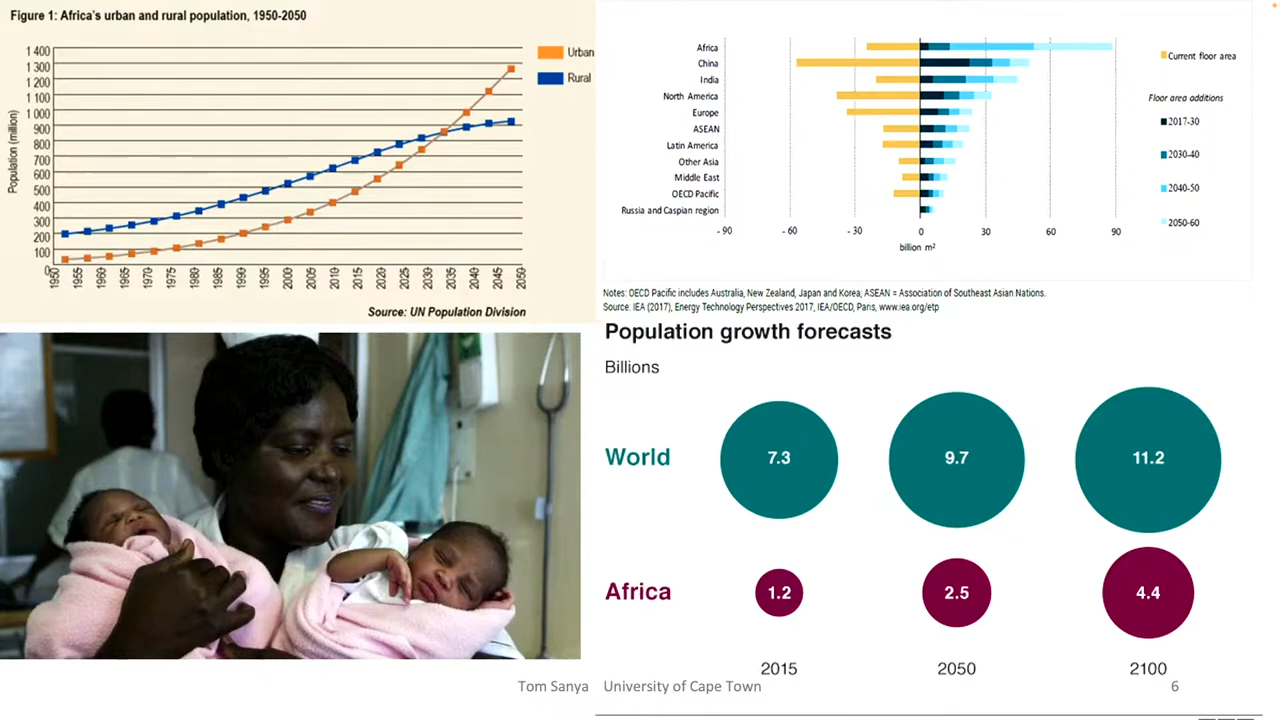 Figure 1: Africa's urban and rural population, 1950-2050
Population (million)
1 400
1 300
1 200
1 100
1 000
900
800
700
600
500
400
300
200
100
0
Urban
Rural
1950
1955
1960
1965
1970
1975
1980
1985
1990
1995
2000
2005
2010
2015
2020
2025
2030
2035
2040
2045
2050
Source: UN Population Division
Africa
China
India
North America
Europe
ASEAN
Latin America
Other Asia
Middle East
OECD Pacific
Russia and Caspian region
- 90 - 60 - 30 0 30 60 90
billion m²
Current floor area
Floor area additions
2017-30
2030-40
2040-50
2050-60
Notes: OECD Pacific includes Australia, New Zealand, Japan and Korea; ASEAN = Association of Southeast Asian Nations.
Source: IEA (2017), Energy Technology Perspectives 2017, IEA/OECD, Paris, www.iea.org/etp
Population growth forecasts
Billions
World 7.3 9.7 11.2
Africa 1.2 2.5 4.4
2015 2050 2100
Tom Sanya University of Cape Town 6